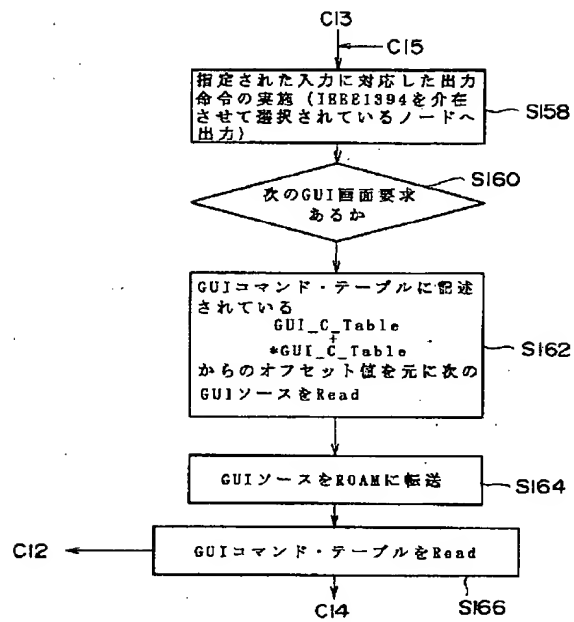 C13
C15
指定された入力に対応した出力
命令の実施(IEEE1394を介在
させて選択されているノードへ
出力)
S158
S160
次のGUI画面要求
あるか
GUIコマンド・テーブルに記述
されている
GUI_C_Table
+
*GUI_C_Table
からのオフセット値を元に次の
GUIソースをRead
S162
GUIソースをROAMに転送
S164
C12
GUIコマンド・テーブルをRead
C14
S166